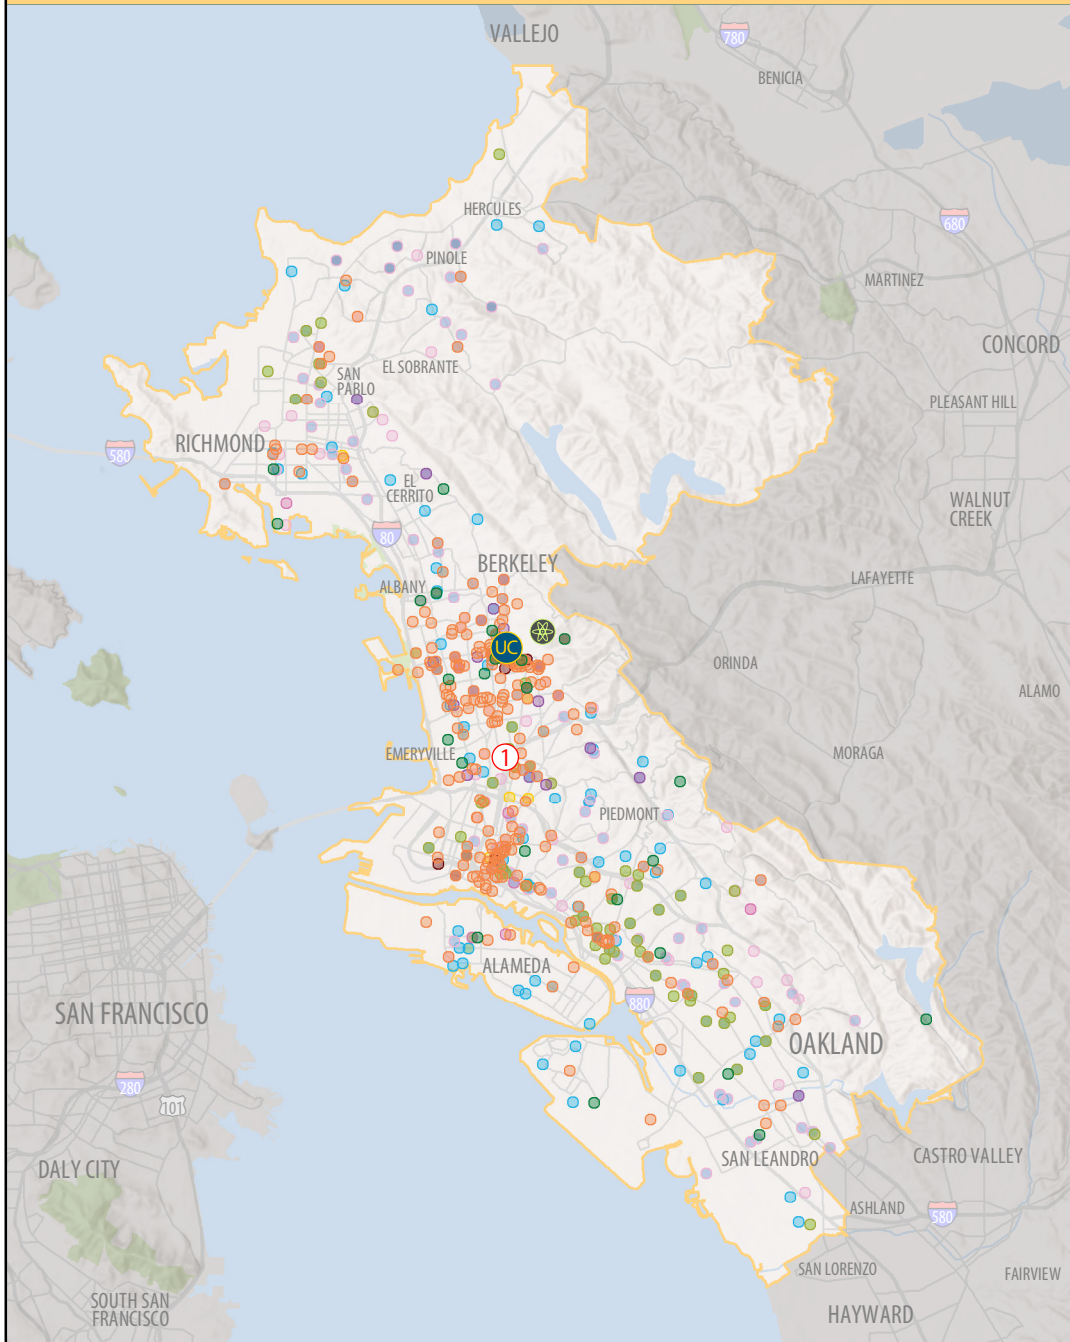 VALLEJO
780
BENICIA
HERCULES
680
PINOLE
MARTINEZ
CONCORD
EL SOBRANTE
SAN
PABLO
PLEASANT HILL
RICHMOND
580
EL
CERRITO
WALNUT
CREEK
80
BERKELEY
ALBANY
LAFAYETTE
UC
ORINDA
ALAMO
EMERYVILLE
1
MORAGA
PIEDMONT
ALAMEDA
880
SAN FRANCISCO
OAKLAND
280
101
DALY CITY
SAN LEANDRO
CASTRO VALLEY
ASHLAND
580
SAN LORENZO
FAIRVIEW
SOUTH SAN
FRANCISCO
HAYWARD